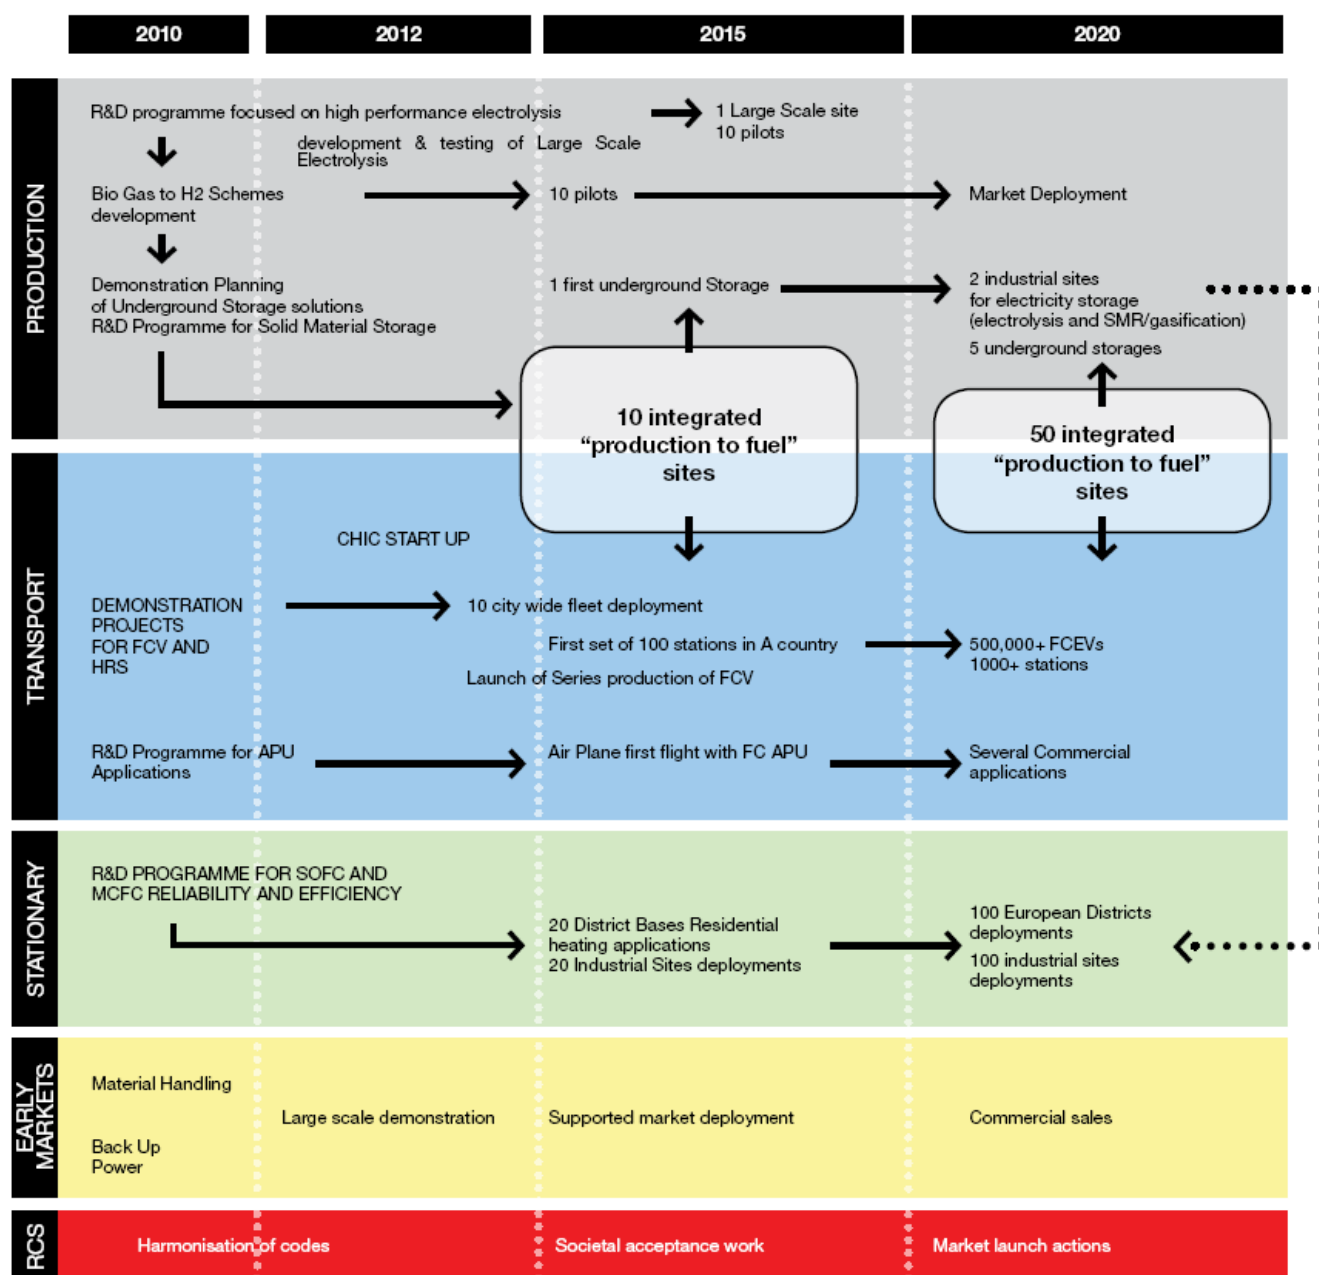 2010
2012
2015
2020
PRODUCTION
R&D programme focused on high performance electrolysis
1 Large Scale site
10 pilots
development & testing of Large Scale
Electrolysis
Bio Gas to H2 Schemes
development
10 pilots
Market Deployment
Demonstration Planning
of Underground Storage solutions
R&D Programme for Solid Material Storage
1 first underground Storage
2 industrial sites
for electricity storage
(electrolysis and SMR/gasification)
5 underground storages
10 integrated
“production to fuel”
sites
50 integrated
“production to fuel”
sites
TRANSPORT
CHIC START UP
DEMONSTRATION
PROJECTS
FOR FCV AND
HRS
10 city wide fleet deployment
First set of 100 stations in A country
Launch of Series production of FCV
500,000+ FCEVs
1000+ stations
R&D Programme for APU
Applications
Air Plane first flight with FC APU
Several Commercial
applications
STATIONARY
R&D PROGRAMME FOR SOFC AND
MCFC RELIABILITY AND EFFICIENCY
20 District Bases Residential
heating applications
20 Industrial Sites deployments
100 European Districts
deployments
100 industrial sites
deployments
EARLY
MARKETS
Material Handling
Back Up
Power
Large scale demonstration
Supported market deployment
Commercial sales
RCS
Harmonisation of codes
Societal acceptance work
Market launch actions